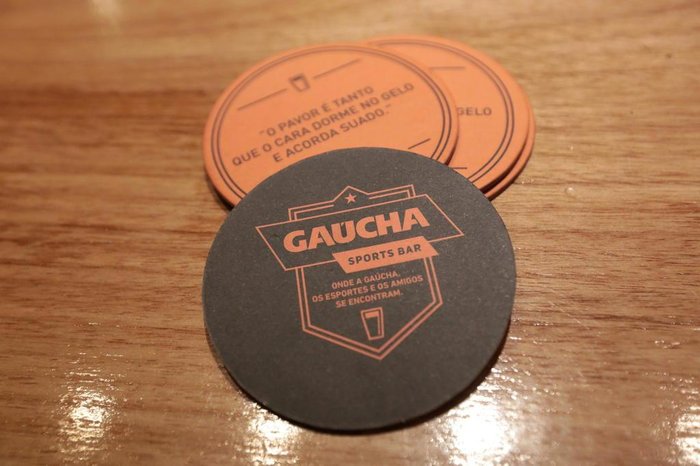 "O PAVOR É TANTO
QUE O CARA DORME NO GELO
E ACORDA SUADO."
GELO
GAUCHA
SPORTS BAR
ONDE A GAÚCHA,
OS ESPORTES E OS AMIGOS
SE ENCONTRAM.